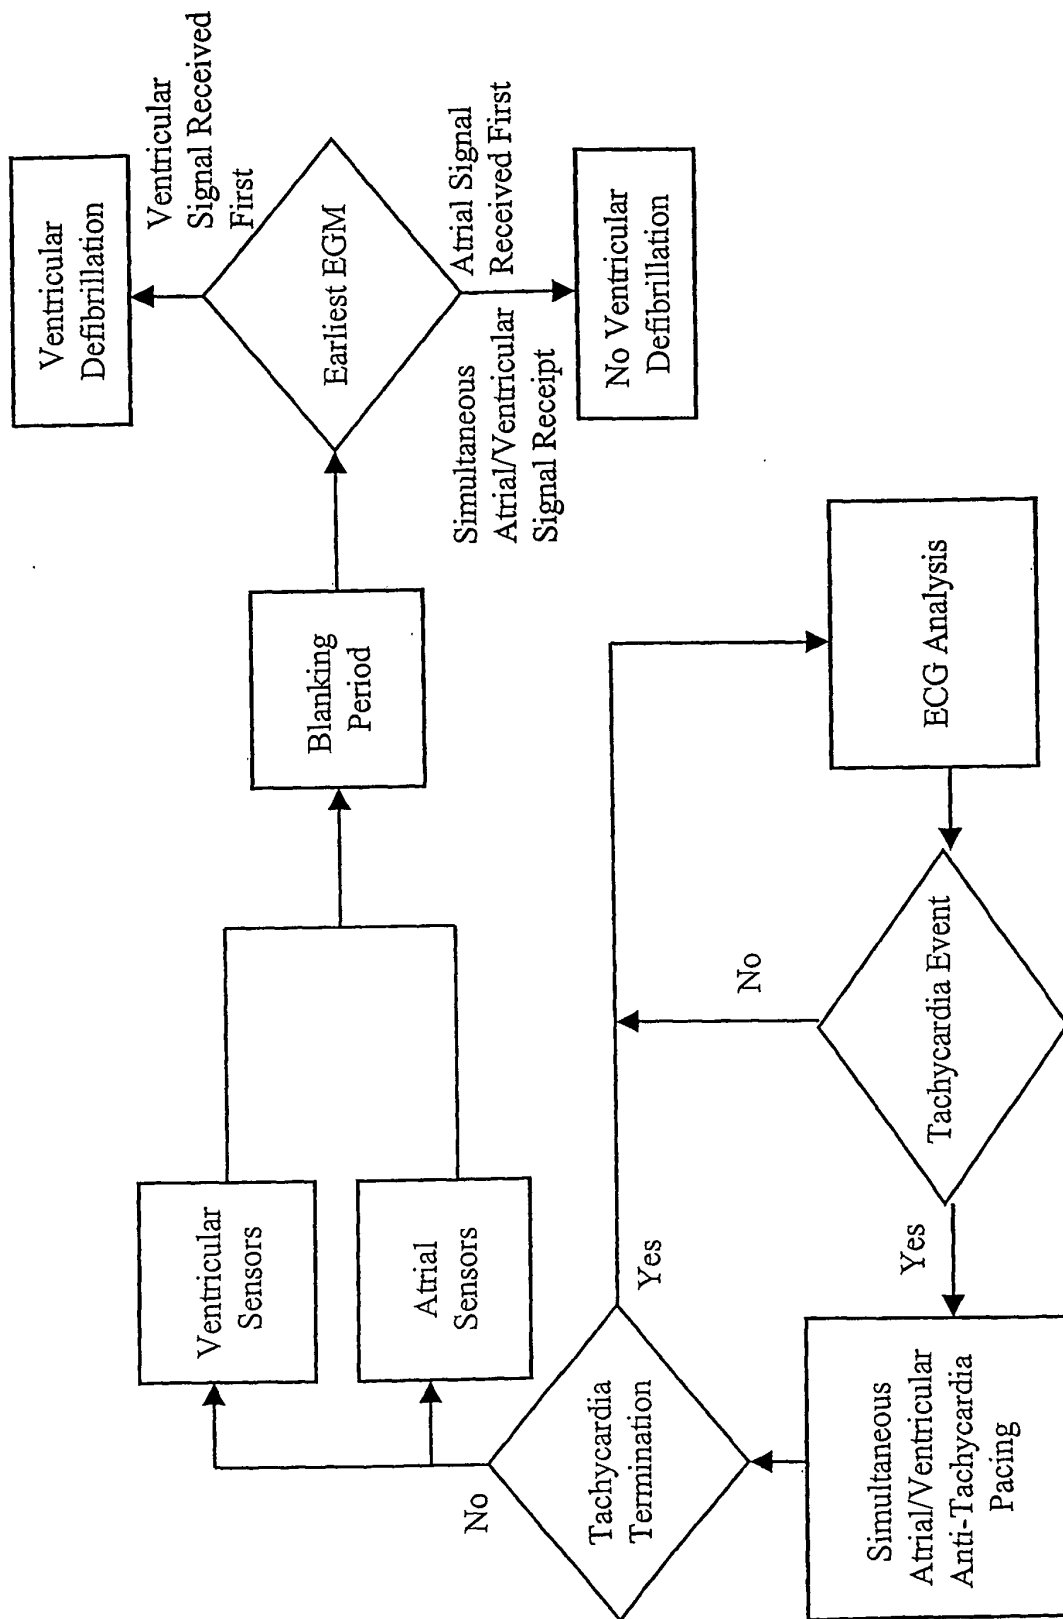 Ventricular
Defibrillation
Ventricular
Signal Received
First
Earliest EGM
Atrial Signal
Received First
Simultaneous
Atrial/Ventricular
Signal Receipt
No Ventricular
Defibrillation
Blanking
Period
Ventricular
Sensors
Atrial
Sensors
No
Tachycardia
Termination
Yes
Simultaneous
Atrial/Ventricular
Anti-Tachycardia
Pacing
Yes
Tachycardia Event
No
ECG Analysis